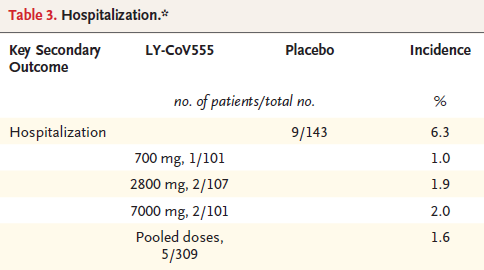 Table 3. Hospitalization.*
Key Secondary Outcome LY-CoV555 Placebo Incidence
no. of patients/total no. %
Hospitalization 9/143 6.3
700 mg, 1/101 1.0
2800 mg, 2/107 1.9
7000 mg, 2/101 2.0
Pooled doses, 5/309 1.6